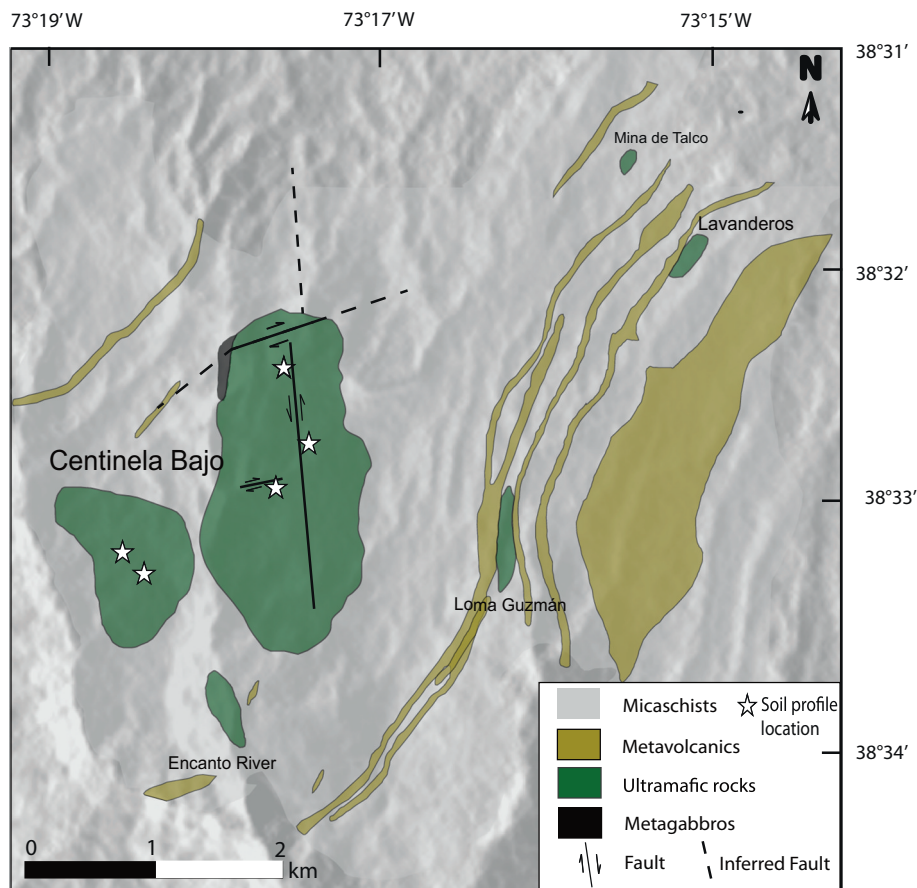 73°19'W 73°17'W 73°15'W
38°31'
N
Mina de Talco
Lavanderos
38°32'
Centinela Bajo
38°33'
Loma Guzmán
Encanto River
38°34'
Micaschists
Soil profile
location
Metavolcanics
Ultramafic rocks
Metagabbros
Fault
Inferred Fault
0 1 2
km